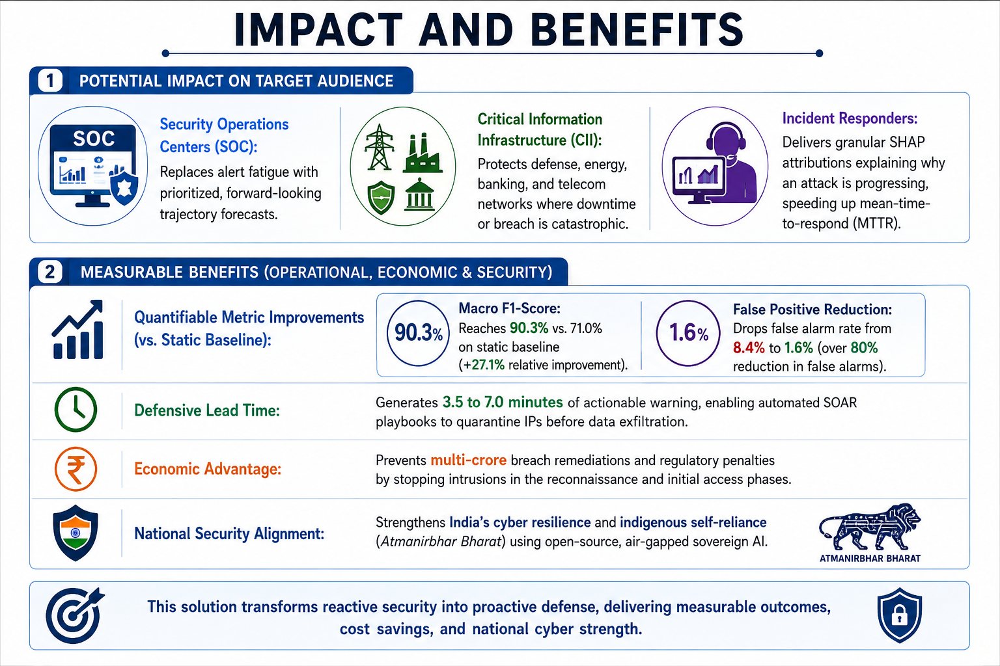 IMPACT AND BENEFITS
1 POTENTIAL IMPACT ON TARGET AUDIENCE
SOC
Security Operations
Centers (SOC):
Replaces alert fatigue with
prioritized, forward-looking
trajectory forecasts.
Critical Information
Infrastructure (CII):
Protects defense, energy,
banking, and telecom
networks where downtime
or breach is catastrophic.
Incident Responders:
Delivers granular SHAP
attributions explaining why
an attack is progressing,
speeding up mean-time-
to-respond (MTTR).
2 MEASURABLE BENEFITS (OPERATIONAL, ECONOMIC & SECURITY)
Quantifiable Metric Improvements
(vs. Static Baseline):
90.3%
Macro F1-Score:
Reaches 90.3% vs. 71.0%
on static baseline
(+27.1% relative improvement).
1.6%
False Positive Reduction:
Drops false alarm rate from
8.4% to 1.6% (over 80%
reduction in false alarms).
Defensive Lead Time:
Generates 3.5 to 7.0 minutes of actionable warning, enabling automated SOAR
playbooks to quarantine IPs before data exfiltration.
₹
Economic Advantage:
Prevents multi-crore breach remediations and regulatory penalties
by stopping intrusions in the reconnaissance and initial access phases.
National Security Alignment:
Strengthens India's cyber resilience and indigenous self-reliance
(Atmanirbhar Bharat) using open-source, air-gapped sovereign AI.
ATMANIRBHAR BHARAT
This solution transforms reactive security into proactive defense, delivering measurable outcomes,
cost savings, and national cyber strength.